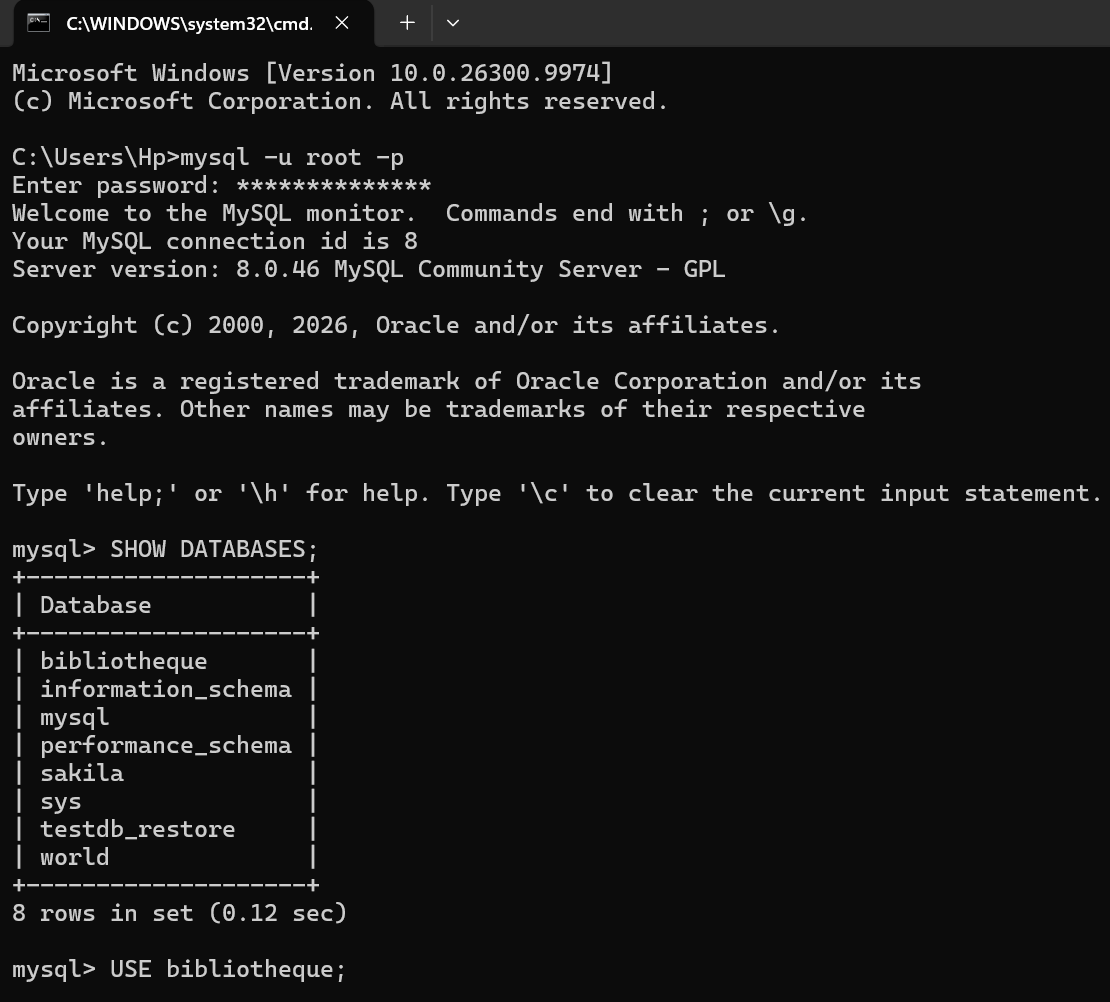 C:\WINDOWS\system32\cmd.
Microsoft Windows [Version 10.0.26300.9974]
(c) Microsoft Corporation. All rights reserved.
C:\Users\Hp>mysql -u root -p
Enter password: **************
Welcome to the MySQL monitor.  Commands end with ; or \g.
Your MySQL connection id is 8
Server version: 8.0.46 MySQL Community Server - GPL
Copyright (c) 2000, 2026, Oracle and/or its affiliates.
Oracle is a registered trademark of Oracle Corporation and/or its
affiliates. Other names may be trademarks of their respective
owners.
Type 'help;' or '\h' for help. Type '\c' to clear the current input statement.
mysql> SHOW DATABASES;
+--------------------+
| Database           |
+--------------------+
| bibliotheque       |
| information_schema |
| mysql              |
| performance_schema |
| sakila             |
| sys                |
| testdb_restore     |
| world              |
+--------------------+
8 rows in set (0.12 sec)
mysql> USE bibliotheque;